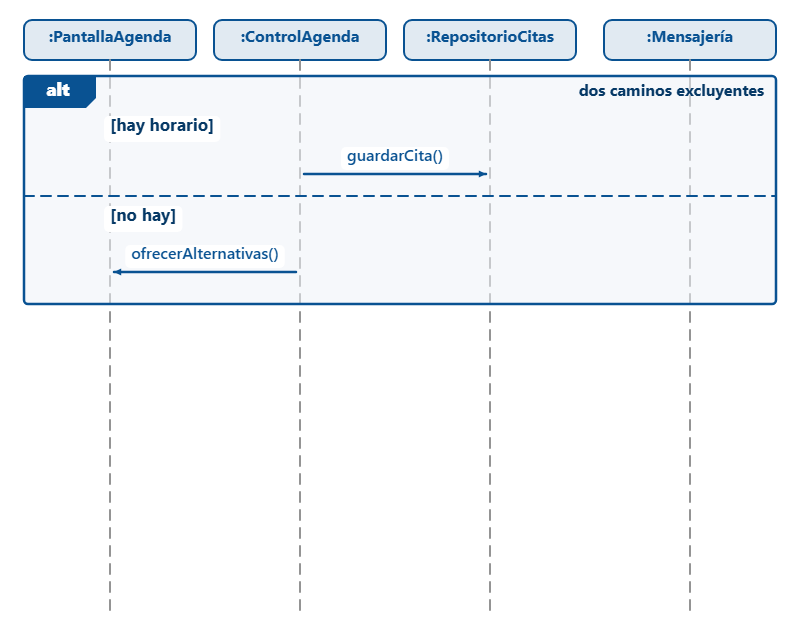 :PantallaAgenda
:ControlAgenda
:RepositorioCitas
:Mensajería
alt
dos caminos excluyentes
[hay horario]
guardarCita()
[no hay]
ofrecerAlternativas()